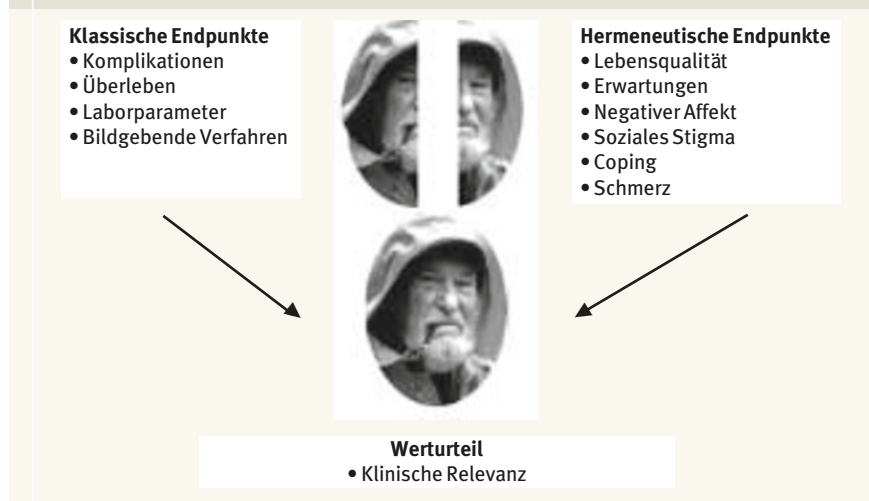 Klassische Endpunkte
• Komplikationen
• Überleben
• Laborparameter
• Bildgebende Verfahren
Hermeneutische Endpunkte
• Lebensqualität
• Erwartungen
• Negativer Affekt
• Soziales Stigma
• Coping
• Schmerz
Werturteil
• Klinische Relevanz